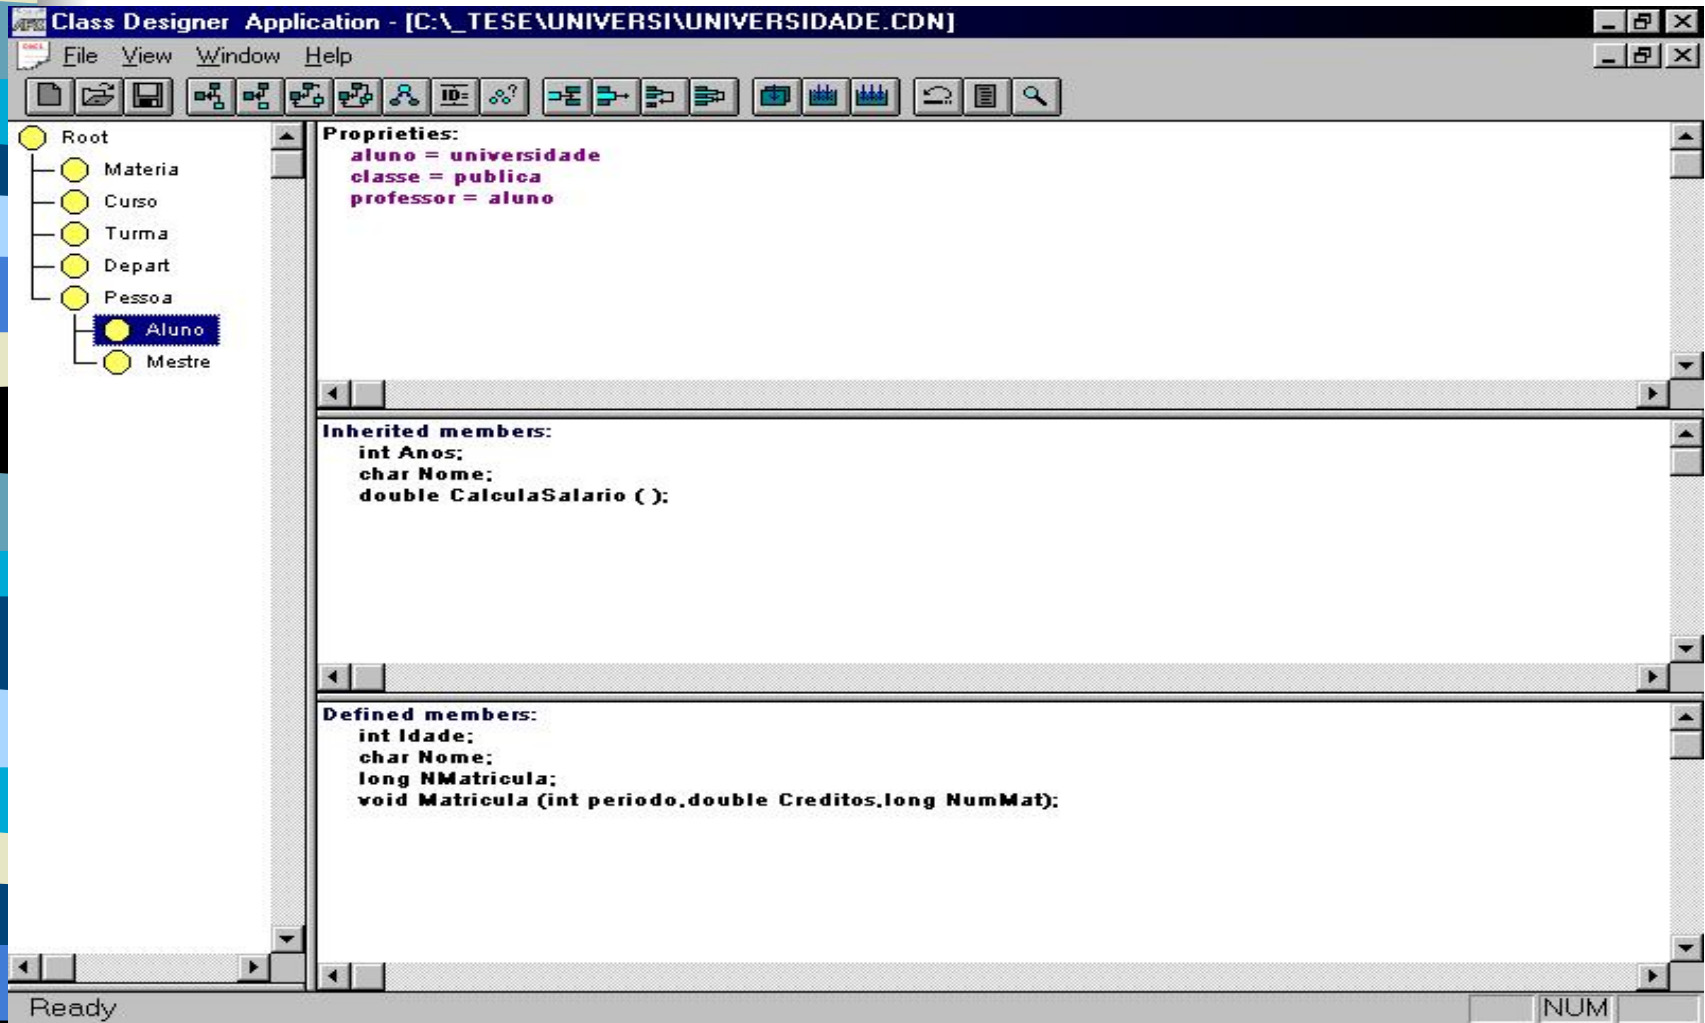 Class Designer Application - [C:\_TESE\UNIVERSI\UNIVERSIDADE.CDN]
File View Window Help
ID=
?
Root
Materia
Curso
Turma
Depart
Pessoa
Aluno
Mestre
Proprieties:
aluno = universidade
classe = publica
professor = aluno
Inherited members:
int Anos;
char Nome;
double CalculaSalario ( );
Defined members:
int Idade;
char Nome;
long NMatricula;
void Matricula (int periodo,double Creditos,long NumMat);
Ready NUM